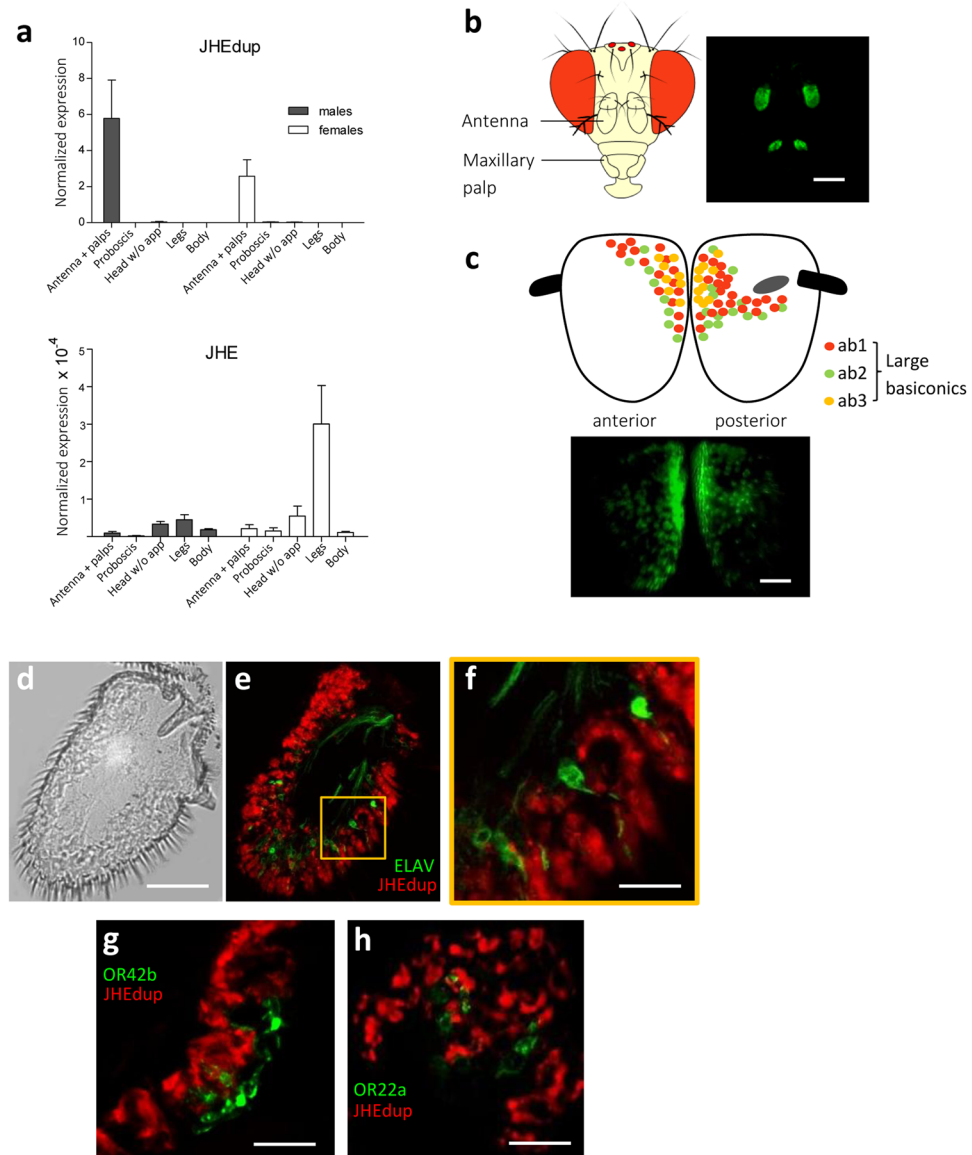 a
JHEdup
Normalized expression
10
8
6
4
2
0
males
females
Antenna + palps
Proboscis
Head w/o app
Legs
Body
Antenna + palps
Proboscis
Head w/o app
Legs
Body
JHE
Normalized expression x 10-4
5
4
3
2
1
Antenna + palps
Proboscis
Head w/o app
Legs
Body
Antenna + palps
Proboscis
Head w/o app
Legs
Body
b
Antenna
Maxillary
palp
c
ab1
ab2
ab3
Large
basiconics
anterior
posterior
d
e
ELAV
JHEdup
f
g
OR42b
JHEdup
h
OR22a
JHEdup